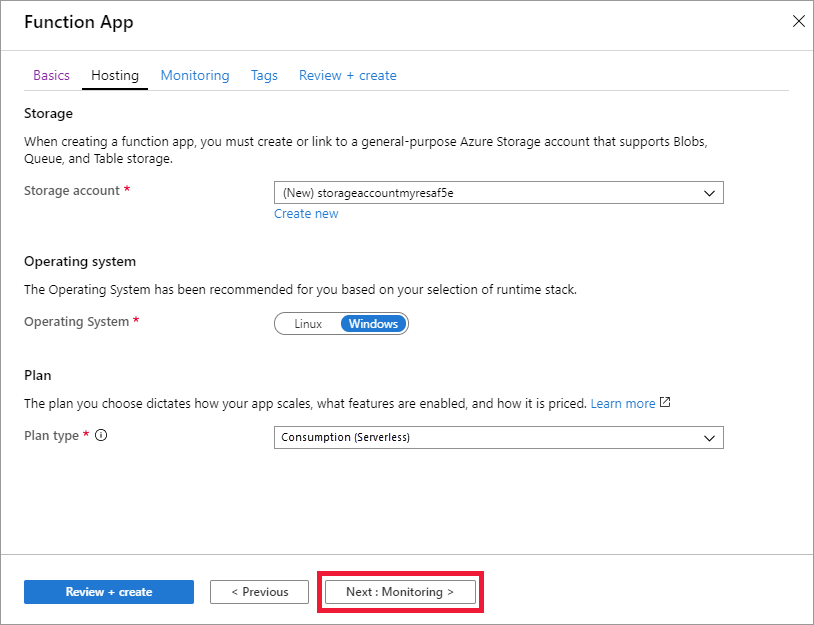 Function App
Basics Hosting Monitoring Tags Review + create
Storage
When creating a function app, you must create or link to a general-purpose Azure Storage account that supports Blobs,
Queue, and Table storage.
Storage account * (New) storageaccountmyresaf5e
Create new
Operating system
The Operating System has been recommended for you based on your selection of runtime stack.
Operating System * Linux Windows
Plan
The plan you choose dictates how your app scales, what features are enabled, and how it is priced. Learn more
Plan type * Consumption (Serverless)
Review + create < Previous Next : Monitoring >